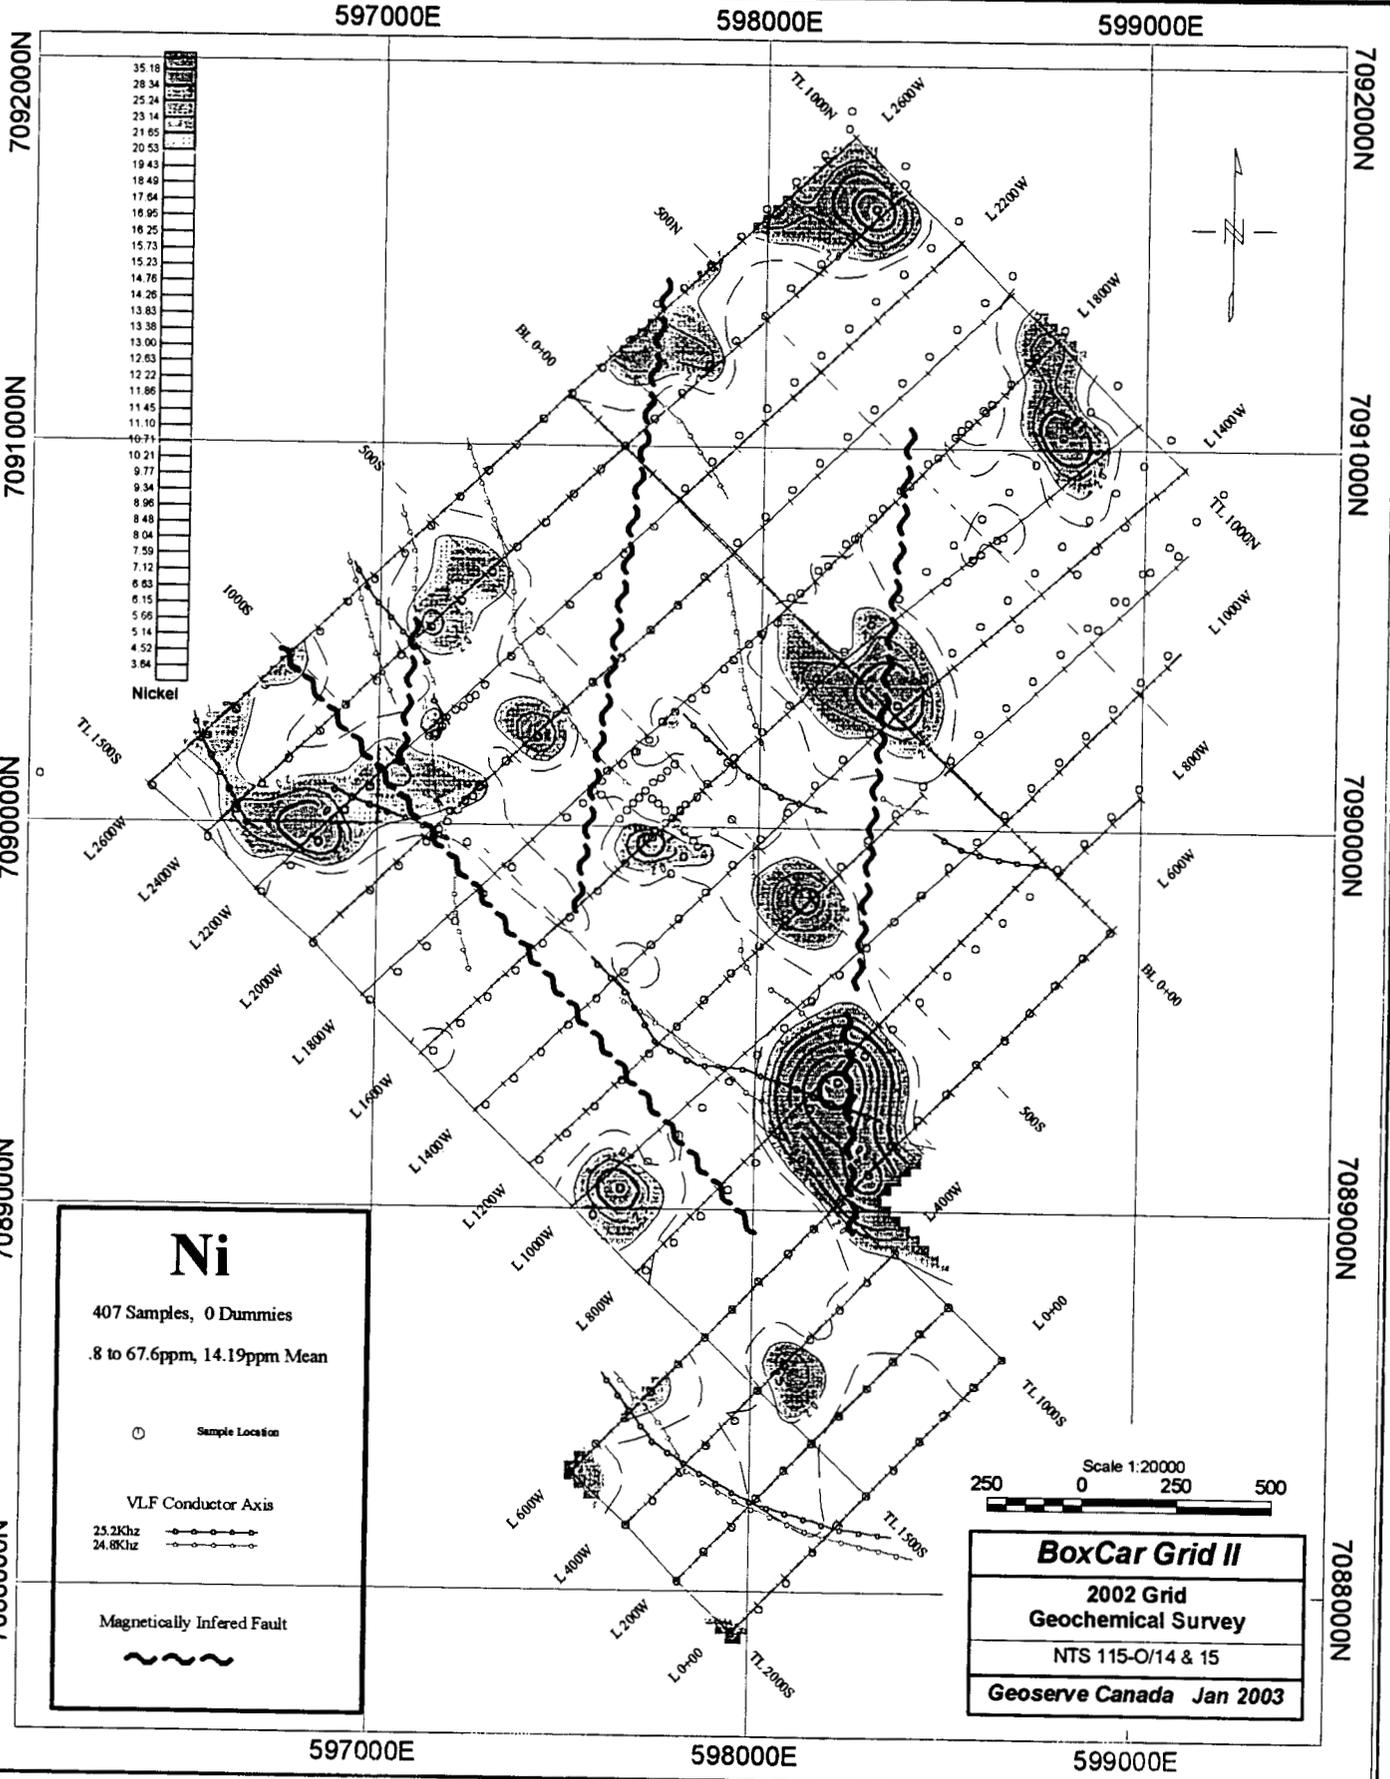 597000E
598000E
599000E
7092000N
7092000N
35.18
28 34
25.24
23 14
21 65
20 53
19 43
18.49
17.64
16.95
16 25
15.73
15.23
14.76
14.26
13.83
13.38
13.00
12.63
12 22
11.86
11.45
11.10
10.71
10.21
9.77
9.34
8.96
8.48
8.04
7.59
7.12
6.63
6.15
5.66
5.14
4.52
3.64
Nickel
TL 1000N
L 2600W
L 2200W
500N
L 1800W
BL 0+00
7091000N
7091000N
L 1400W
500S
TL 1000N
1000S
L 1000W
TL 1500S
L 800W
7090000N
7090000N
L 2600W
L 2400W
L 600W
L 2200W
L 2000W
BL 0+00
L 1800W
L 1600W
500S
L 1400W
L 1200W
L 400W
L 1000W
7089000N
7089000N
L 800W
L 0+00
TL 1000S
L 600W
TL 1500S
L 400W
L 200W
L 0+00
TL 2000S
7088000N
Ni
407 Samples, 0 Dummies
.8 to 67.6ppm, 14.19ppm Mean
Sample Location
VLF Conductor Axis
25.2Khz
24.8Khz
Magnetically Infered Fault
Scale 1:20000
250 0 250 500
BoxCar Grid II
2002 Grid
Geochemical Survey
NTS 115-O/14 & 15
Geoserve Canada Jan 2003
597000E
598000E
599000E